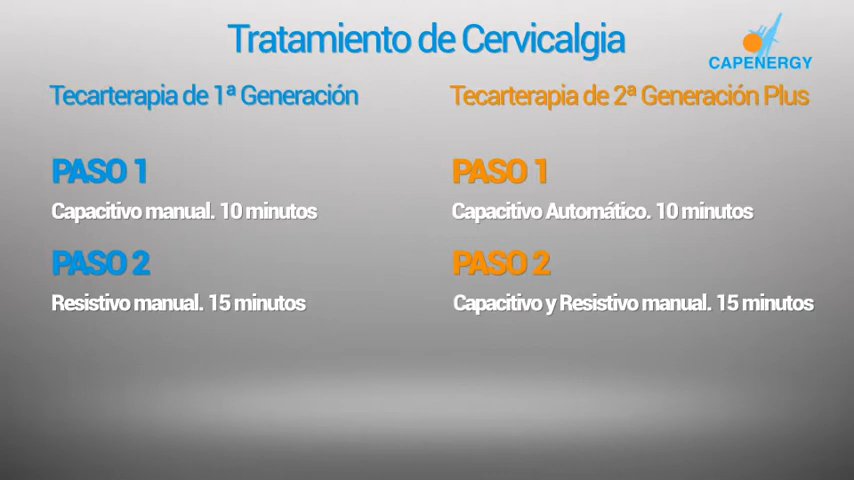 Tratamiento de Cervicalgia
CAPENERGY
Tecarterapia de 1ª Generación
PASO 1
Capacitivo manual. 10 minutos
PASO 2
Resistivo manual. 15 minutos
Tecarterapia de 2ª Generación Plus
PASO 1
Capacitivo Automático. 10 minutos
PASO 2
Capacitivo y Resistivo manual. 15 minutos